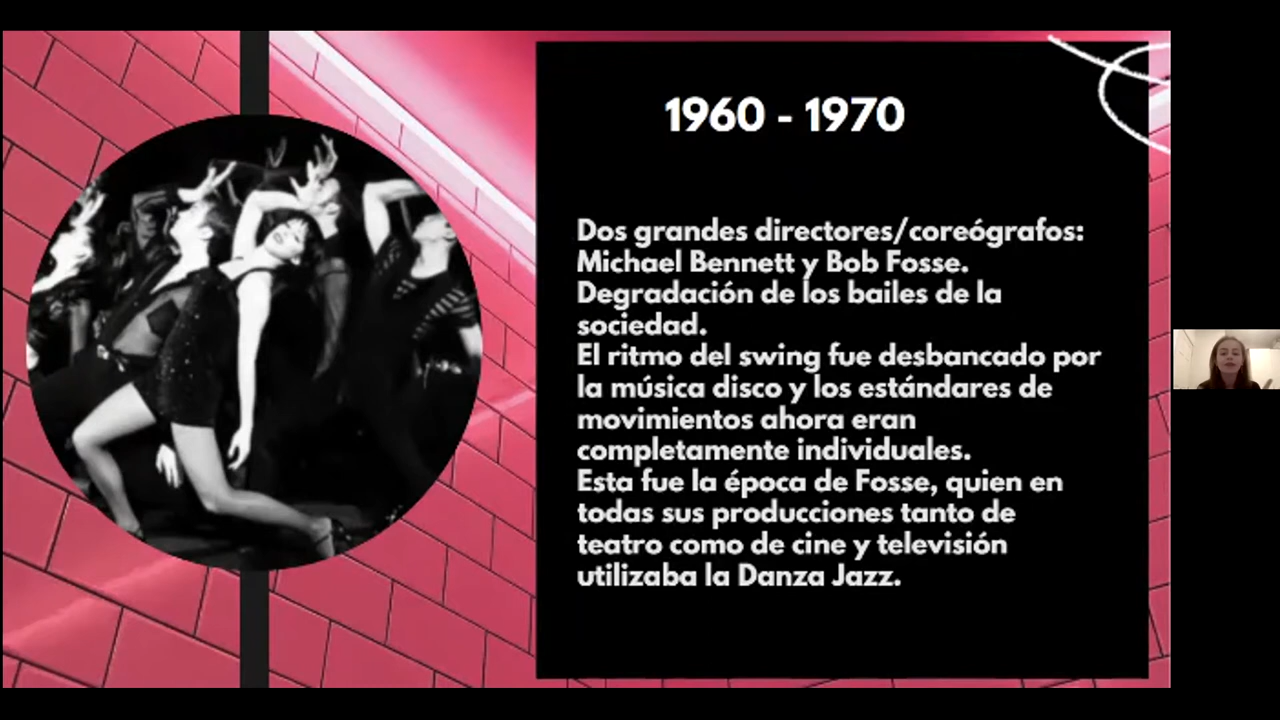 1960 - 1970
Dos grandes directores/coreógrafos:
Michael Bennett y Bob Fosse.
Degradación de los bailes de la
sociedad.
El ritmo del swing fue desbancado por
la música disco y los estándares de
movimientos ahora eran
completamente individuales.
Esta fue la época de Fosse, quien en
todas sus producciones tanto de
teatro como de cine y televisión
utilizaba la Danza Jazz.